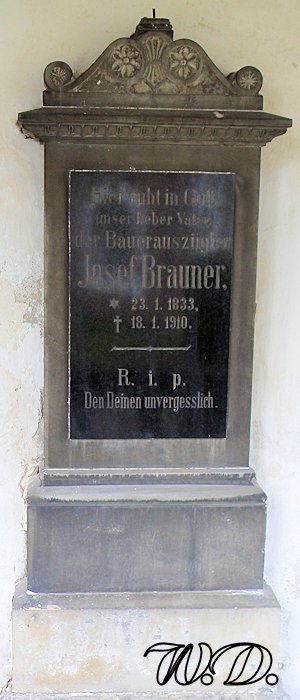 Hier ruht in Gott
unser lieber Vater
der Bauerauszügler
Josef Brauner,
* 23. 1. 1833,
† 18. 1. 1910.
R. i. p.
Den Deinen unvergesslich.
W.D.